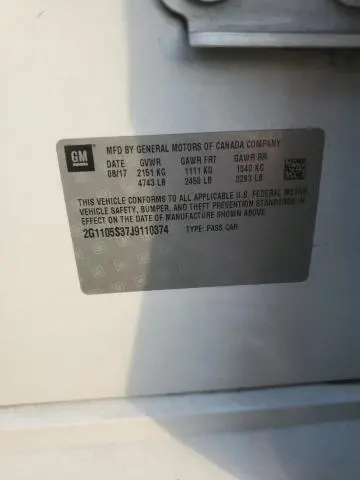 GM
MFD BY GENERAL MOTORS OF CANADA COMPANY
DATE GVWR GAWR FRT GAWR RR
08/17 2151 KG 1111 KG 1040 KG
4743 LB 2450 LB 2293 LB
THIS VEHICLE CONFORMS TO ALL APPLICABLE U.S. FEDERAL MOTOR
VEHICLE SAFETY, BUMPER, AND THEFT PREVENTION STANDARDS IN
EFFECT ON THE DATE OF MANUFACTURE SHOWN ABOVE.
2G1105S37J9110374 TYPE: PASS CAR